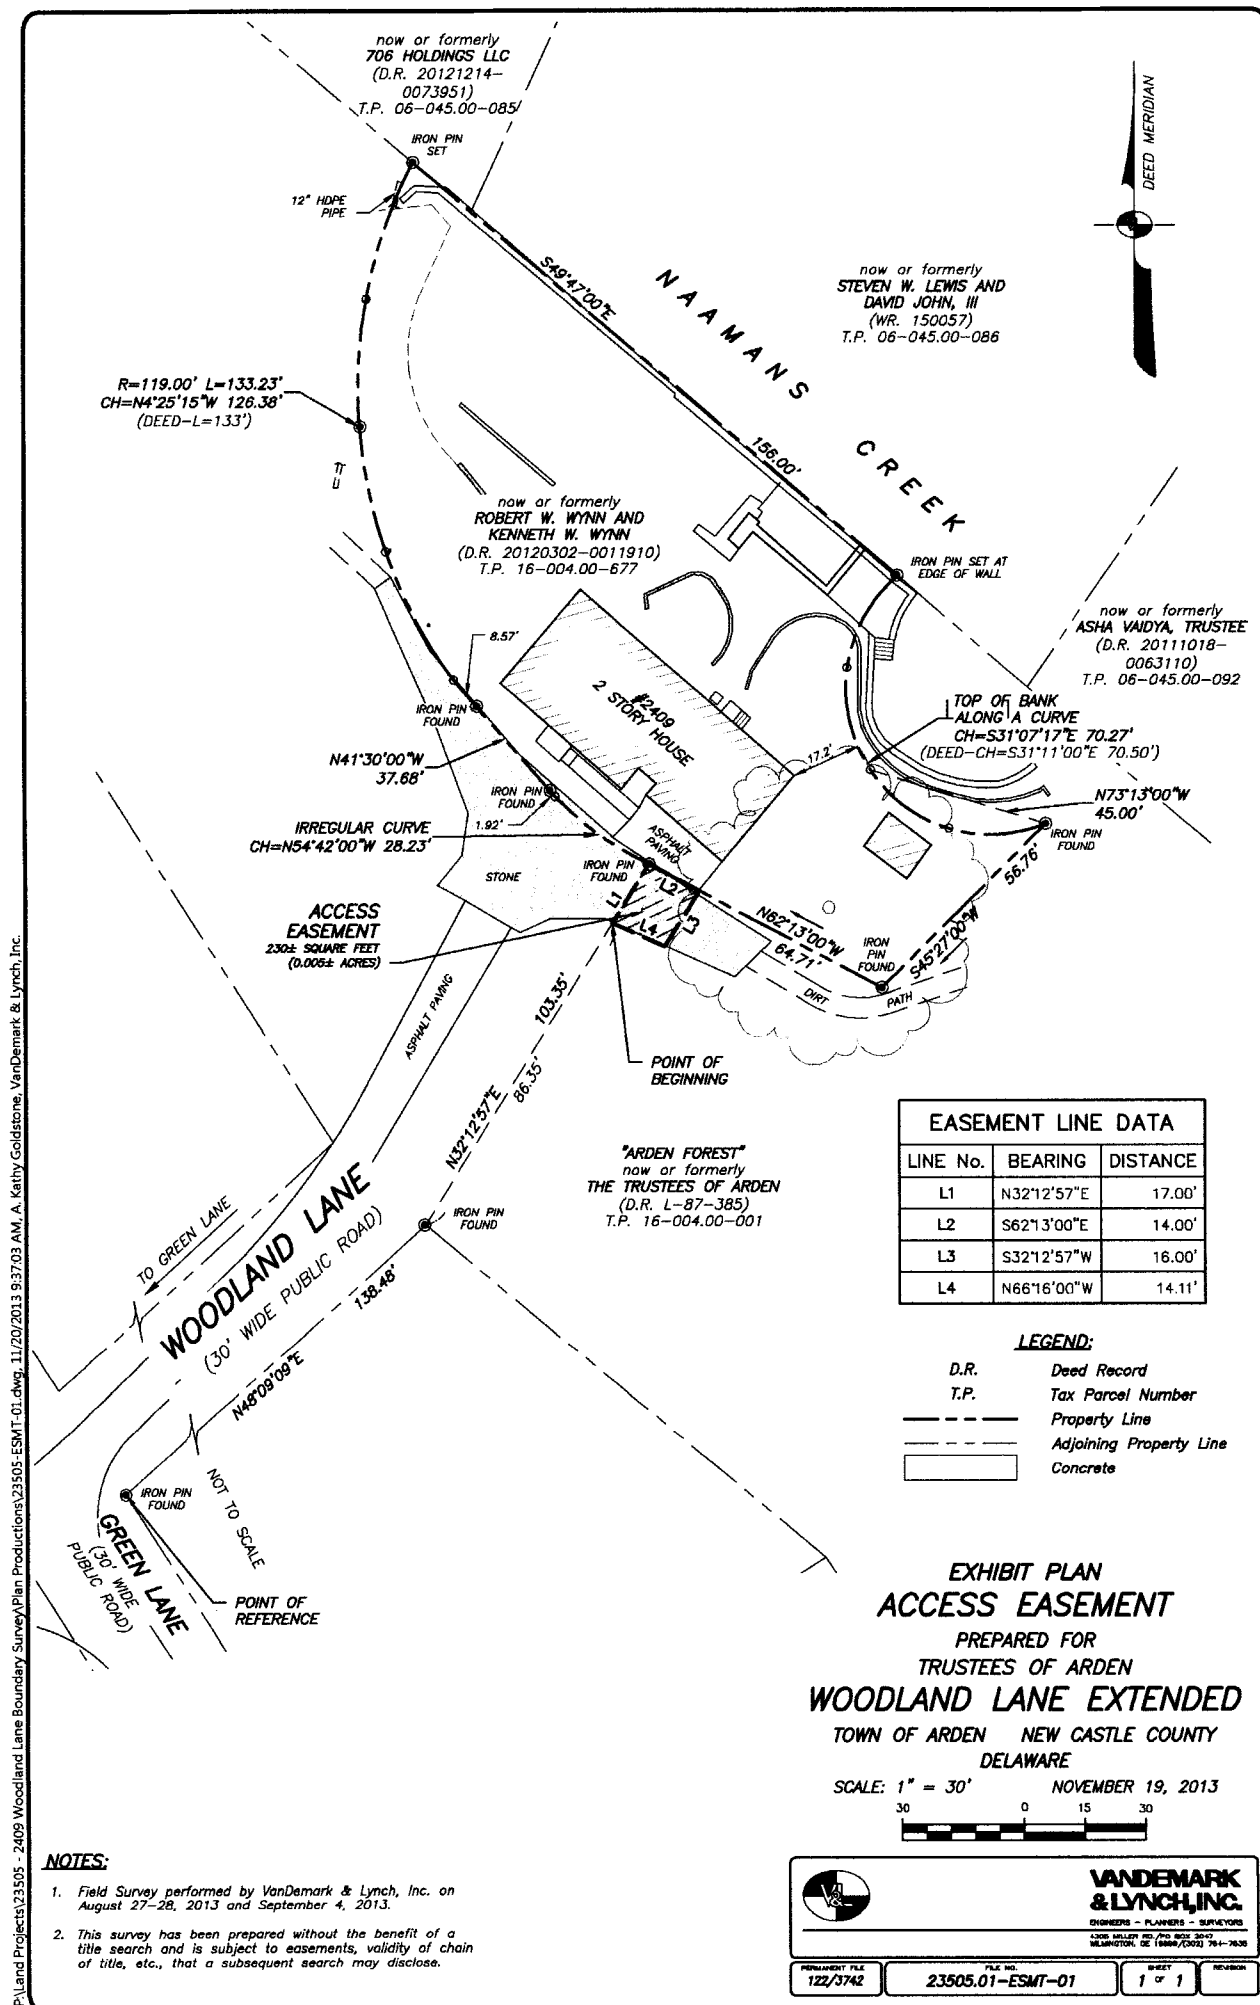 now or formerly
706 HOLDINGS LLC
(D.R. 20121214-
0073951)
T.P. 06-045.00-085
IRON PIN
SET
12" HDPE
PIPE
DEED MERIDIAN
S49°47'00"E
156.00'
NAAMANS
CREEK
now or formerly
STEVEN W. LEWIS AND
DAVID JOHN, III
(WR. 150057)
T.P. 06-045.00-086
R=119.00' L=133.23'
CH=N4°25'15"W 126.38'
(DEED-L=133')
now or formerly
ROBERT W. WYNN AND
KENNETH W. WYNN
(D.R. 20120302-0011910)
T.P. 16-004.00-677
IRON PIN SET AT
EDGE OF WALL
now or formerly
ASHA VAIDYA, TRUSTEE
(D.R. 20111018-
0063110)
T.P. 06-045.00-092
8.57'
IRON PIN
FOUND
#2409
2 STORY HOUSE
TOP OF BANK
ALONG A CURVE
CH=S31°07'17"E 70.27'
(DEED-CH=S31°11'00"E 70.50')
17.2'
N41°30'00"W
37.68'
IRON PIN
FOUND
1.92'
N73°13'00"W
45.00'
IRON PIN
FOUND
IRREGULAR CURVE
CH=N54°42'00"W 28.23'
ASPHALT
PAVING
IRON PIN
FOUND
STONE
L1
L2
L3
L4
56.76'
S45°27'00"W
N62°13'00"W
64.71'
IRON
PIN
FOUND
ACCESS
EASEMENT
230± SQUARE FEET
(0.005± ACRES)
DIRT
PATH
ASPHALT PAVING
103.35'
N32°12'57"E
86.35'
POINT OF
BEGINNING
"ARDEN FOREST"
now or formerly
THE TRUSTEES OF ARDEN
(D.R. L-87-385)
T.P. 16-004.00-001
EASEMENT LINE DATA
LINE No. BEARING DISTANCE
L1 N32°12'57"E 17.00'
L2 S62°13'00"E 14.00'
L3 S32°12'57"W 16.00'
L4 N66°16'00"W 14.11'
IRON PIN
FOUND
TO GREEN LANE
WOODLAND LANE
(30' WIDE PUBLIC ROAD)
138.48'
N48°09'09"E
LEGEND:
D.R. Deed Record
T.P. Tax Parcel Number
Property Line
Adjoining Property Line
Concrete
IRON PIN
FOUND
NOT TO SCALE
GREEN LANE
(30' WIDE
PUBLIC ROAD)
POINT OF
REFERENCE
EXHIBIT PLAN
ACCESS EASEMENT
PREPARED FOR
TRUSTEES OF ARDEN
WOODLAND LANE EXTENDED
TOWN OF ARDEN NEW CASTLE COUNTY
DELAWARE
SCALE: 1" = 30' NOVEMBER 19, 2013
30 0 15 30
NOTES:
1. Field Survey performed by VanDemark & Lynch, Inc. on
August 27-28, 2013 and September 4, 2013.
2. This survey has been prepared without the benefit of a
title search and is subject to easements, validity of chain
of title, etc., that a subsequent search may disclose.
V&L
VANDEMARK
& LYNCH, INC.
ENGINEERS - PLANNERS - SURVEYORS
4305 MILLER RD./PO BOX 2047
WILMINGTON, DE 19899/(302) 764-7635
PERMANENT FILE
122/3742
FILE NO.
23505.01-ESMT-01
SHEET
1 OF 1
REVISION
P:\Land Projects\23505 - 2409 Woodland Lane Boundary Survey\Plan Productions\23505-ESMT-01.dwg, 11/20/2013 9:37:03 AM, A. Kathy Goldstone, VanDemark & Lynch, Inc.